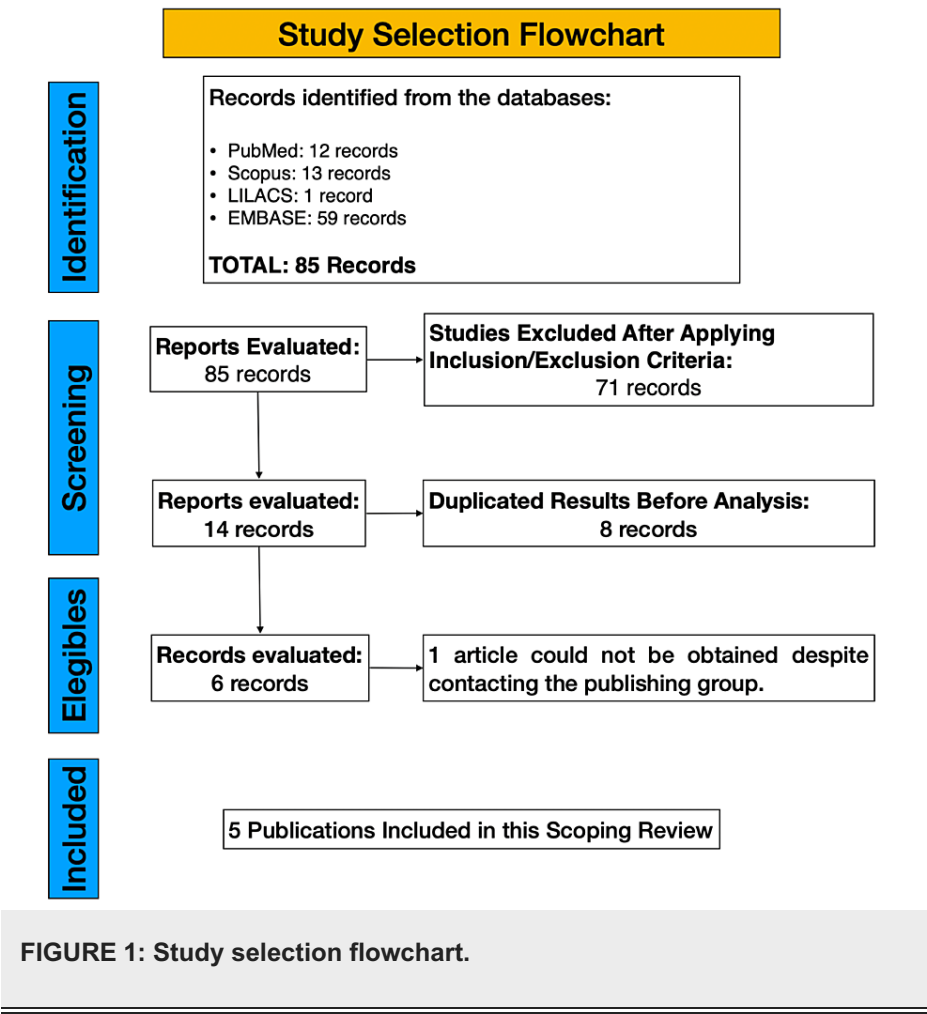 Study Selection Flowchart
Identification
Records identified from the databases:
• PubMed: 12 records
• Scopus: 13 records
• LILACS: 1 record
• EMBASE: 59 records
TOTAL: 85 Records
Screening
Reports Evaluated:
85 records
Studies Excluded After Applying
Inclusion/Exclusion Criteria:
71 records
Reports evaluated:
14 records
Duplicated Results Before Analysis:
8 records
Elegibles
Records evaluated:
6 records
1 article could not be obtained despite
contacting the publishing group.
Included
5 Publications Included in this Scoping Review
FIGURE 1: Study selection flowchart.